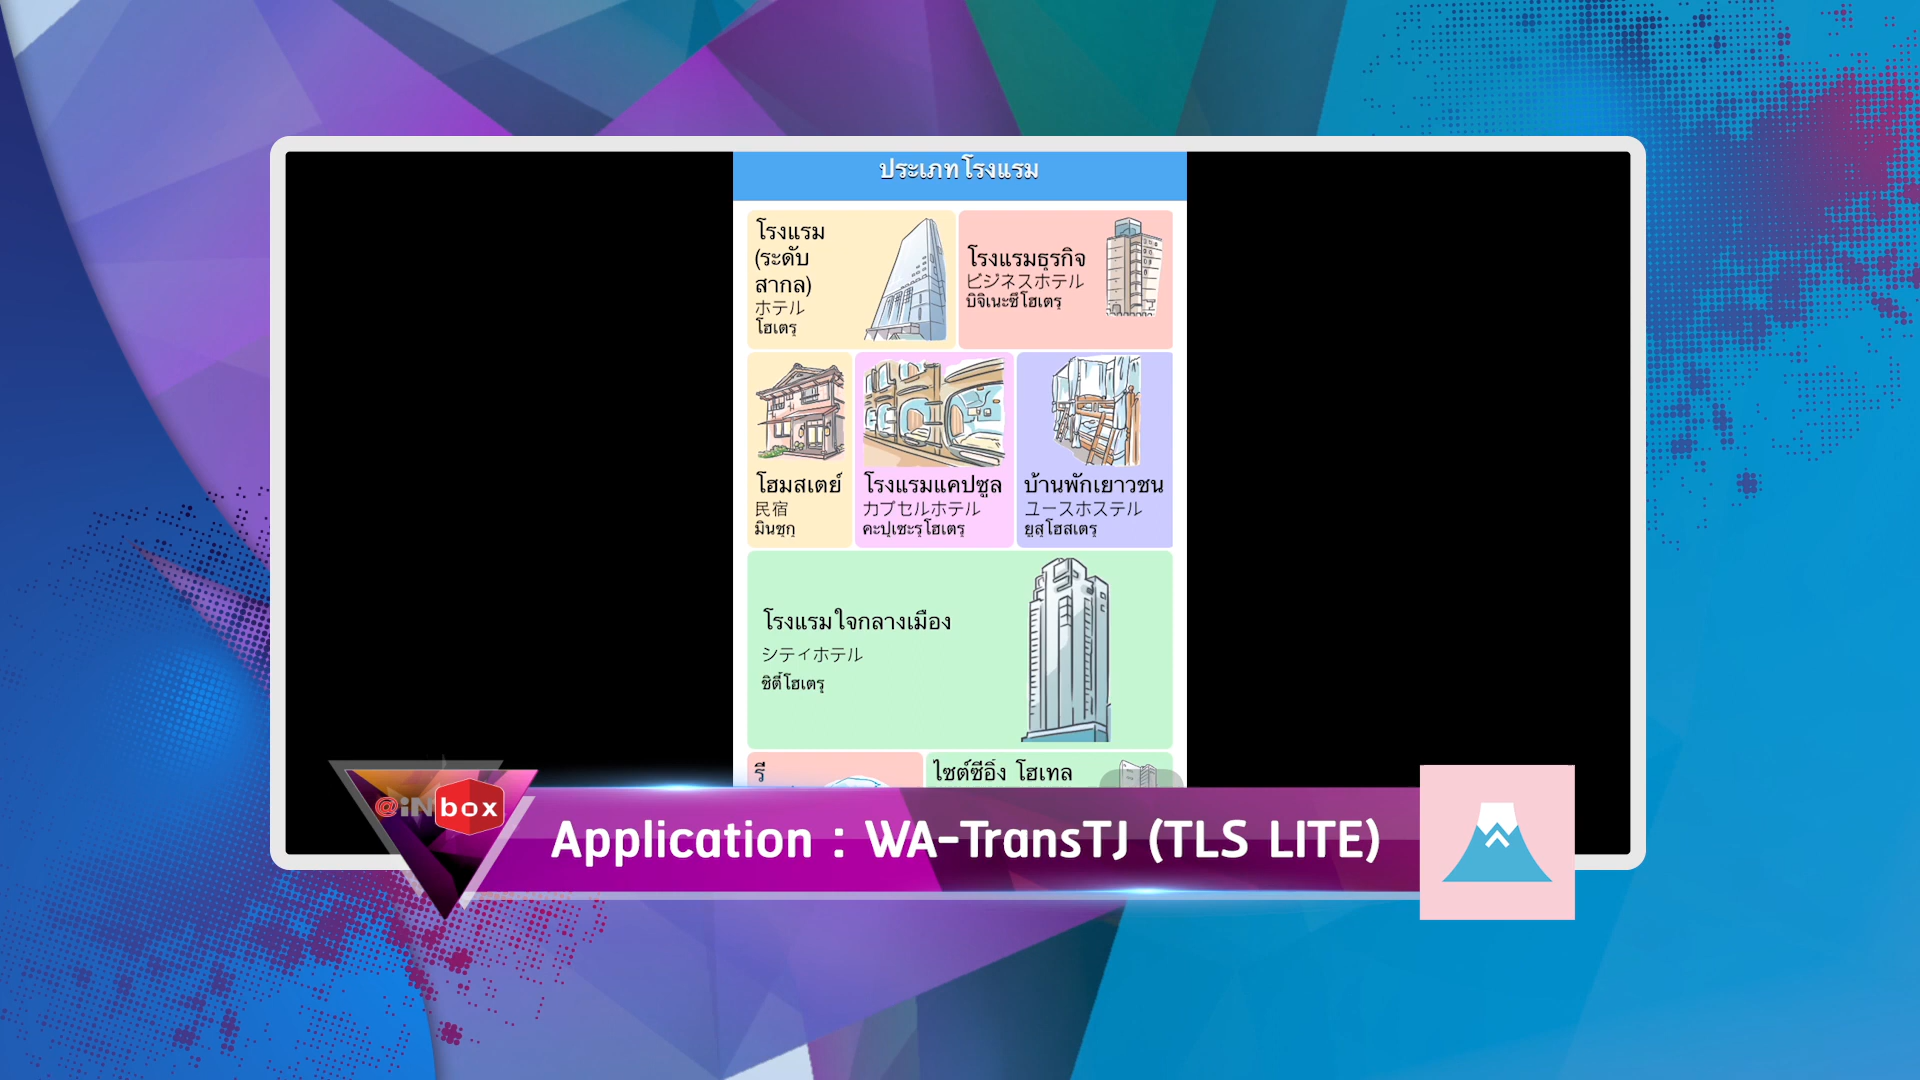 ประเภทโรงแรม
โรงแรม
(ระดับ
สากล)
ホテル
โฮเตรุ
โรงแรมธุรกิจ
ビジネスホテル
บิจิเนะซึโฮเตรุ
โฮมสเตย์
民宿
มินชุกุ
โรงแรมแคปซูล
カプセルホテル
คะปุเซะรุโฮเตรุ
บ้านพักเยาวชน
ユースホステル
ยูสุโฮสเตรุ
โรงแรมใจกลางเมือง
シティホテル
ซิตี้โฮเตรุ
รี
ไซต์ซีอิ้ง โฮเทล
@iNbox
Application : WA-TransTJ (TLS LITE)